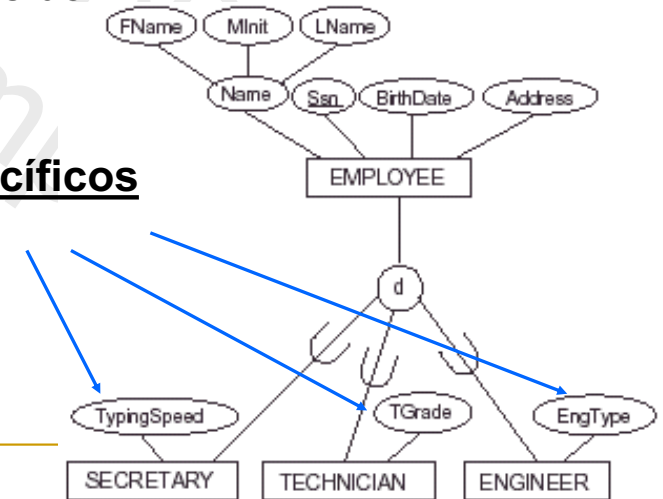 FName MInit LName
Name Ssn BirthDate Address
cíficos
EMPLOYEE
d
TypingSpeed TGrade EngType
SECRETARY TECHNICIAN ENGINEER